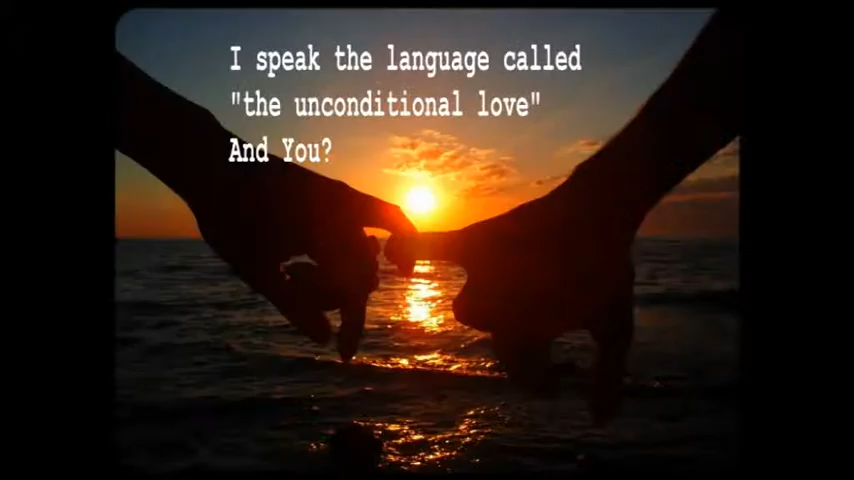 I speak the language called
"the unconditional love"
And You?